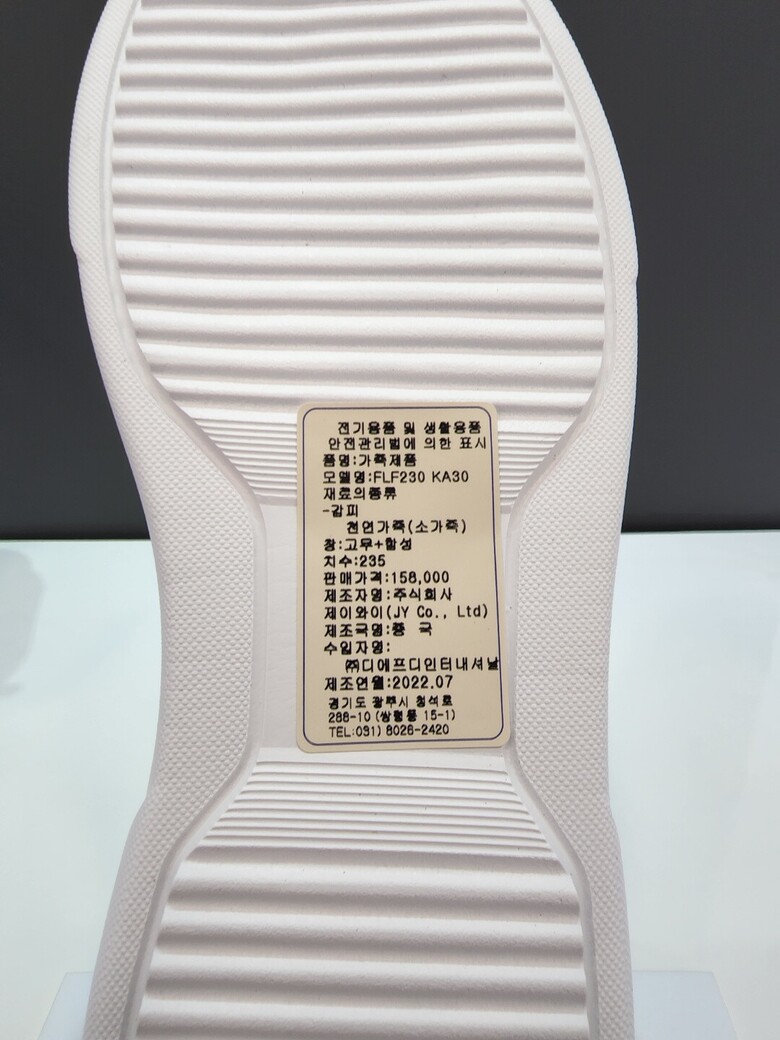 전기용품 및 생활용품
안전관리법에 의한 표시
품명:가죽제품
모델명:FLF230 KA30
재료의종류
-갑피
천연가죽(소가죽)
창:고무+합성
치수:235
판매가격:158,000
제조자명:주식회사
제이와이(JY Co., Ltd)
제조국명:중 국
수입자명:
㈜디에프디인터내셔날
제조연월:2022.07
경기도 광주시 청석로
288-10 (쌍령동 15-1)
TEL:031) 8026-2420